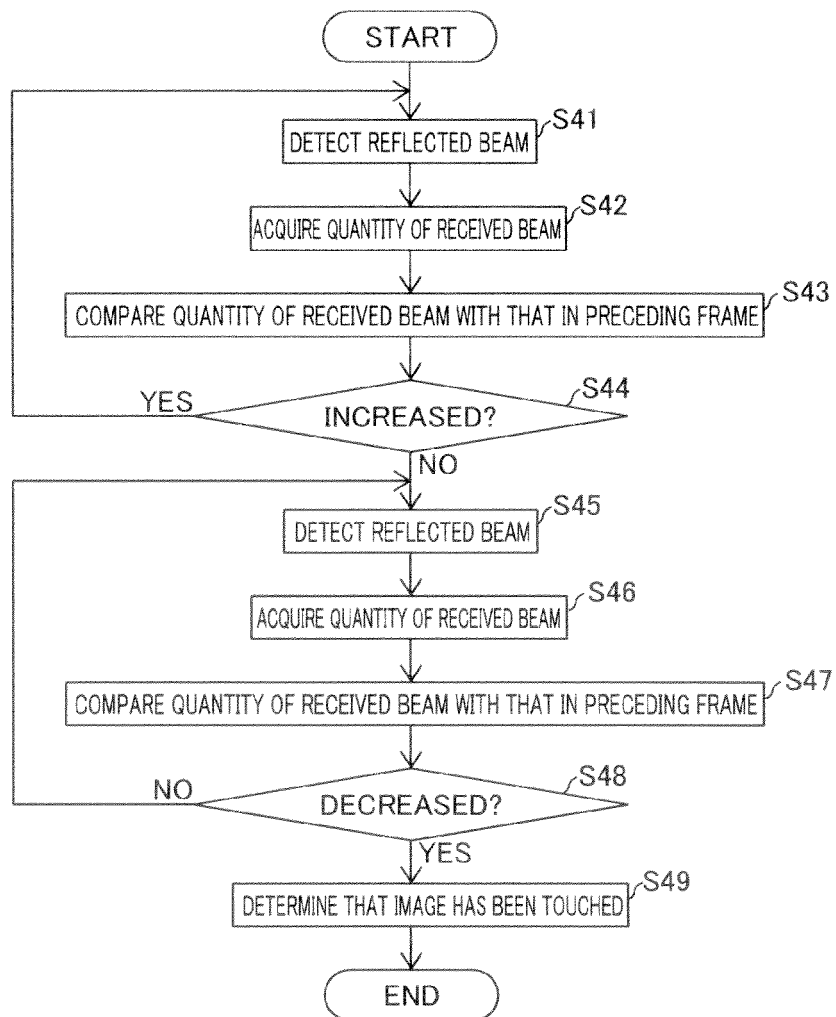 START
S41
DETECT REFLECTED BEAM
S42
ACQUIRE QUANTITY OF RECEIVED BEAM
S43
COMPARE QUANTITY OF RECEIVED BEAM WITH THAT IN PRECEDING FRAME
S44
YES
INCREASED?
NO
S45
DETECT REFLECTED BEAM
S46
ACQUIRE QUANTITY OF RECEIVED BEAM
S47
COMPARE QUANTITY OF RECEIVED BEAM WITH THAT IN PRECEDING FRAME
S48
NO
DECREASED?
YES
S49
DETERMINE THAT IMAGE HAS BEEN TOUCHED
END